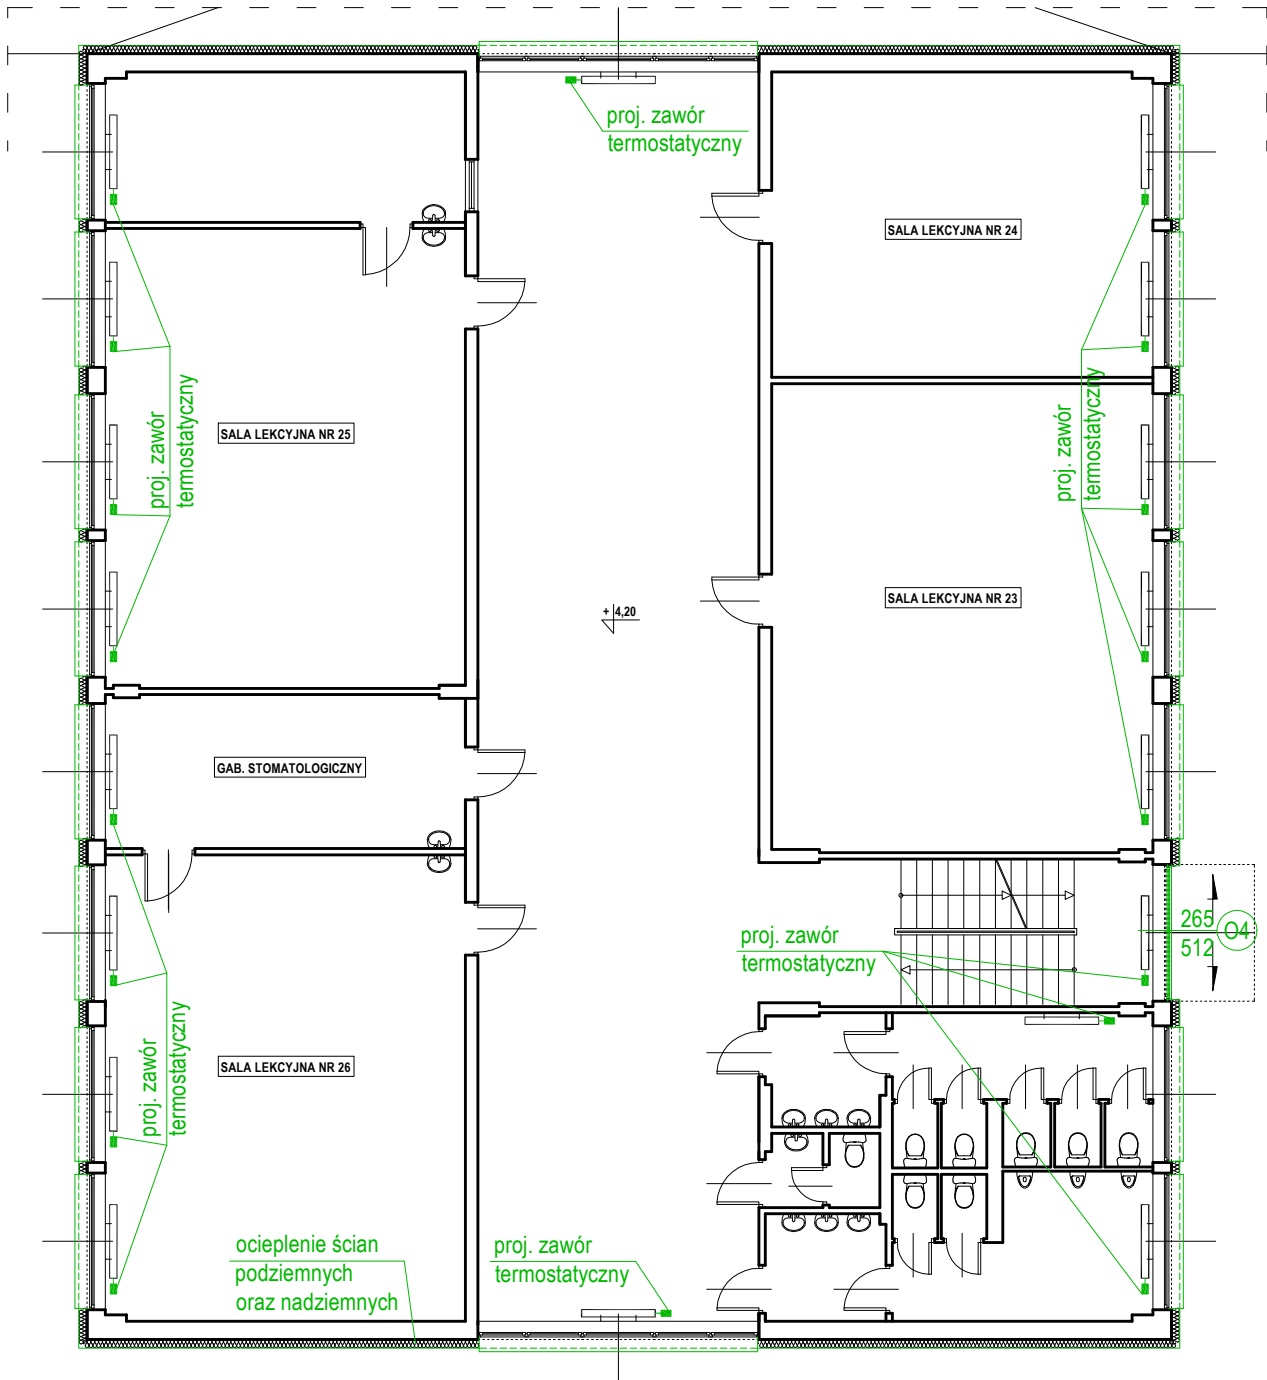 proj. zawór
termostatyczny
SALA LEKCYJNA NR 24
proj. zawór
termostatyczny
SALA LEKCYJNA NR 25
proj. zawór
termostatyczny
SALA LEKCYJNA NR 23
+ 4,20
GAB. STOMATOLOGICZNY
265
512
O4
proj. zawór
termostatyczny
SALA LEKCYJNA NR 26
proj. zawór
termostatyczny
ocieplenie ścian
podziemnych
oraz nadziemnych
proj. zawór
termostatyczny